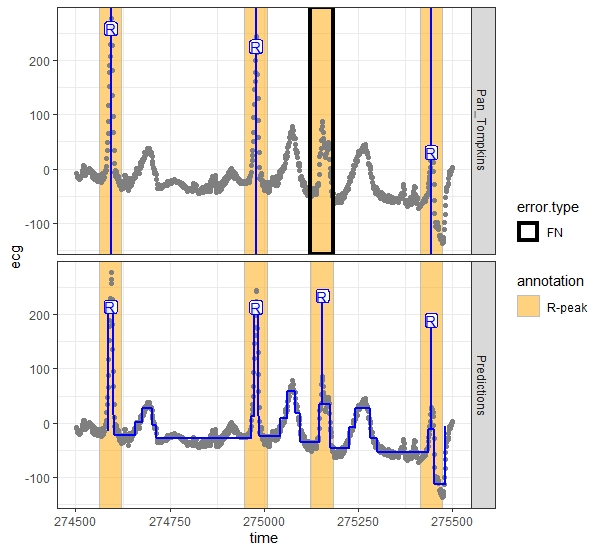 R
R
R
200
100
0
-100
Pan_Tompkins
ecg
R
R
R
R
200
100
0
-100
Predictions
274500
274750
275000
275250
275500
time
error.type
FN
annotation
R-peak